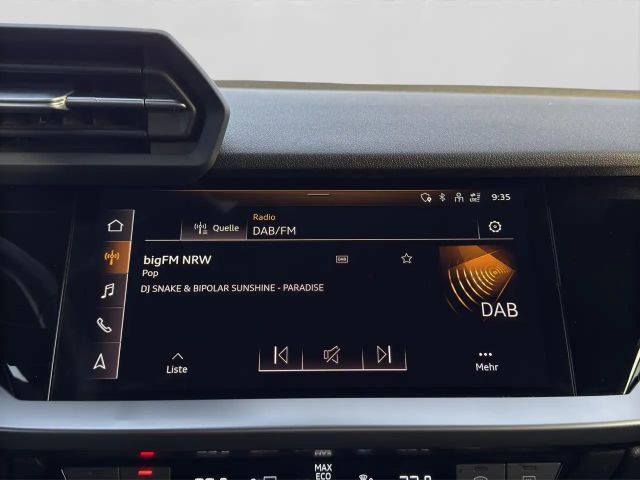 9:35
Radio
Quelle
DAB/FM
bigFM NRW
DAB
Pop
DJ SNAKE & BIPOLAR SUNSHINE - PARADISE
DAB
Liste
Mehr
MAX
ECO